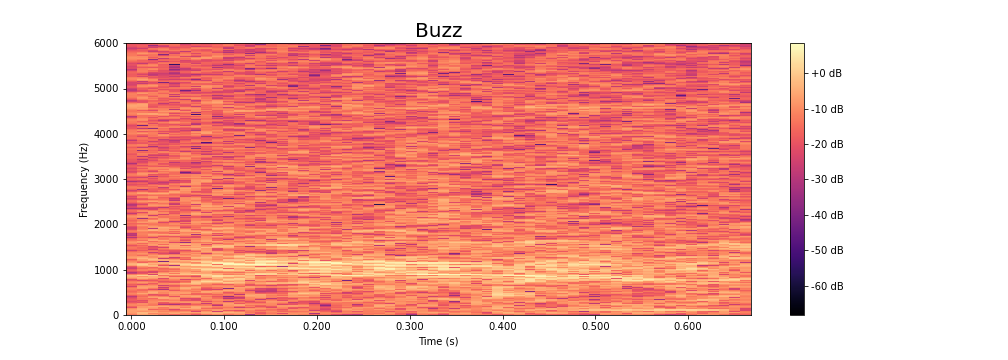 Buzz
6000
5000
4000
3000
2000
1000
0
Frequency (Hz)
0.000 0.100 0.200 0.300 0.400 0.500 0.600
Time (s)
+0 dB
-10 dB
-20 dB
-30 dB
-40 dB
-50 dB
-60 dB